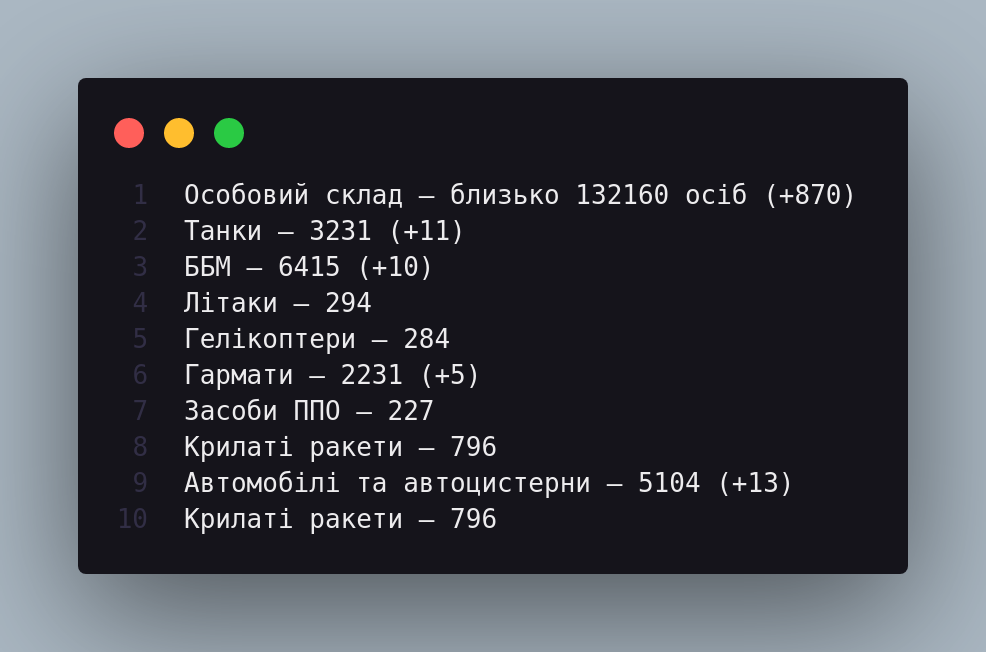 1 Особовий склад — близько 132160 осіб (+870)
2 Танки — 3231 (+11)
3 ББМ — 6415 (+10)
4 Літаки — 294
5 Гелікоптери — 284
6 Гармати — 2231 (+5)
7 Засоби ППО — 227
8 Крилаті ракети — 796
9 Автомобілі та автоцистерни — 5104 (+13)
10 Крилаті ракети — 796